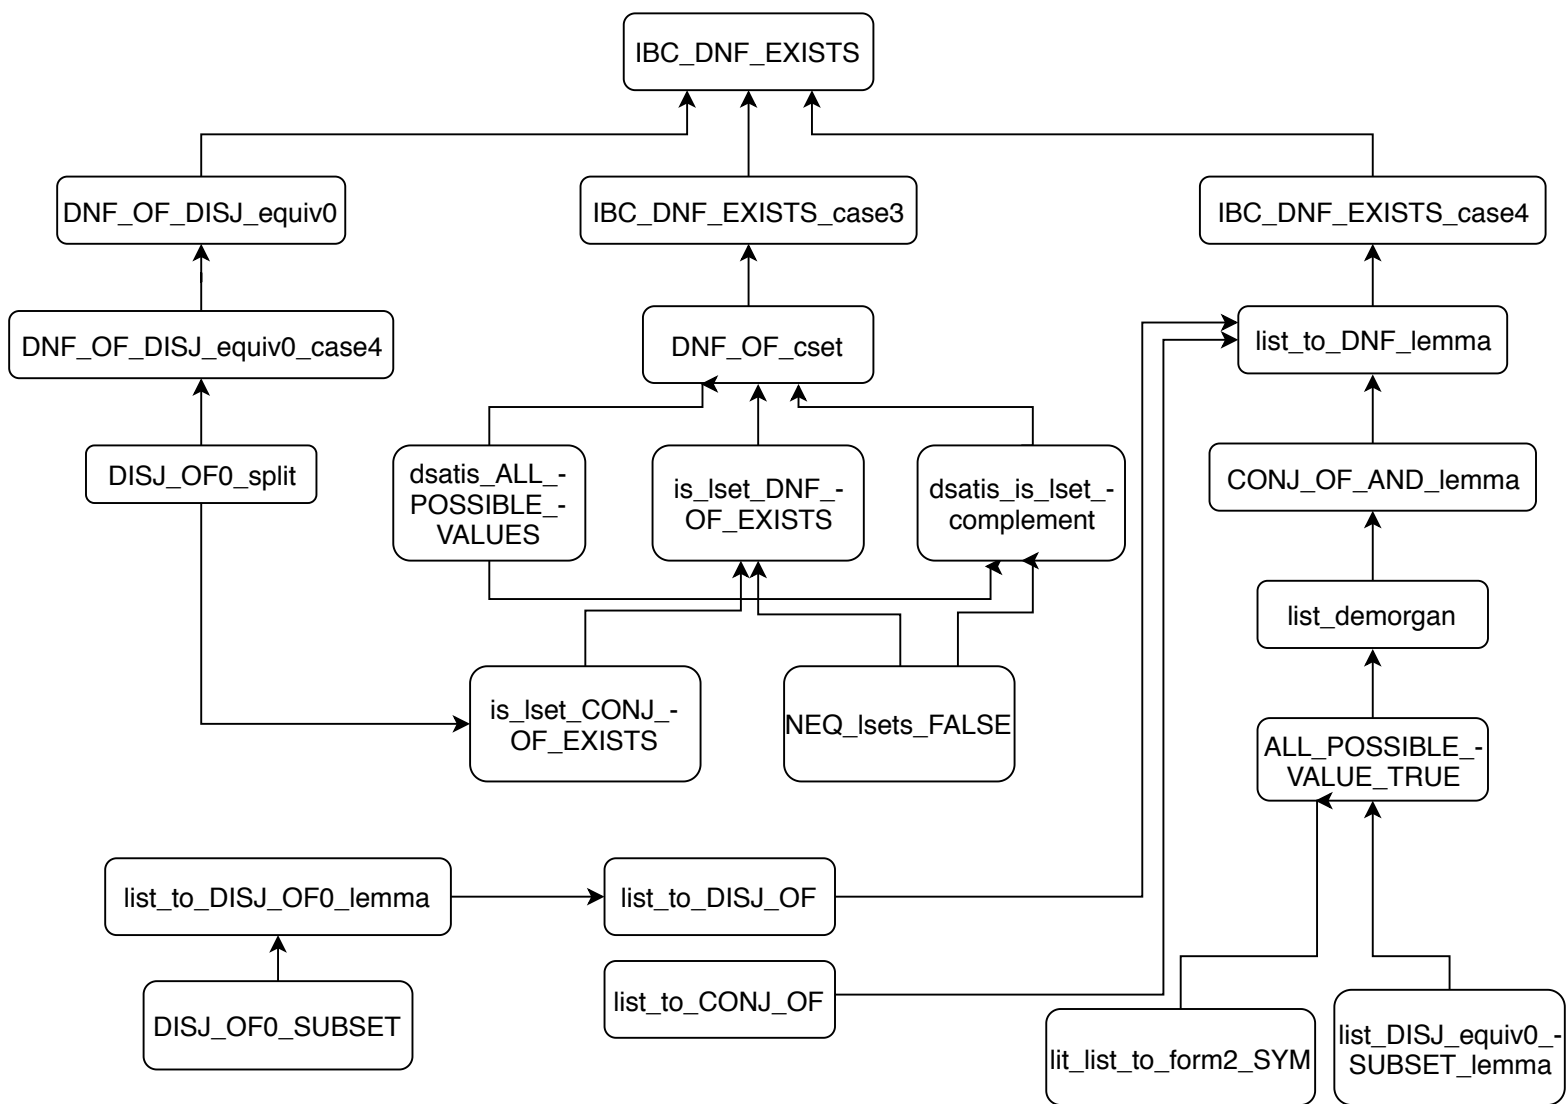 IBC_DNF_EXISTS
DNF_OF_DISJ_equiv0
IBC_DNF_EXISTS_case3
IBC_DNF_EXISTS_case4
DNF_OF_DISJ_equiv0_case4
DNF_OF_cset
list_to_DNF_lemma
DISJ_OF0_split
dsatis_ALL_-
POSSIBLE_-
VALUES
is_lset_DNF_-
OF_EXISTS
dsatis_is_lset_-
complement
CONJ_OF_AND_lemma
list_demorgan
is_lset_CONJ_-
OF_EXISTS
NEQ_lsets_FALSE
ALL_POSSIBLE_-
VALUE_TRUE
list_to_DISJ_OF0_lemma
list_to_DISJ_OF
list_to_CONJ_OF
DISJ_OF0_SUBSET
lit_list_to_form2_SYM
list_DISJ_equiv0_-
SUBSET_lemma